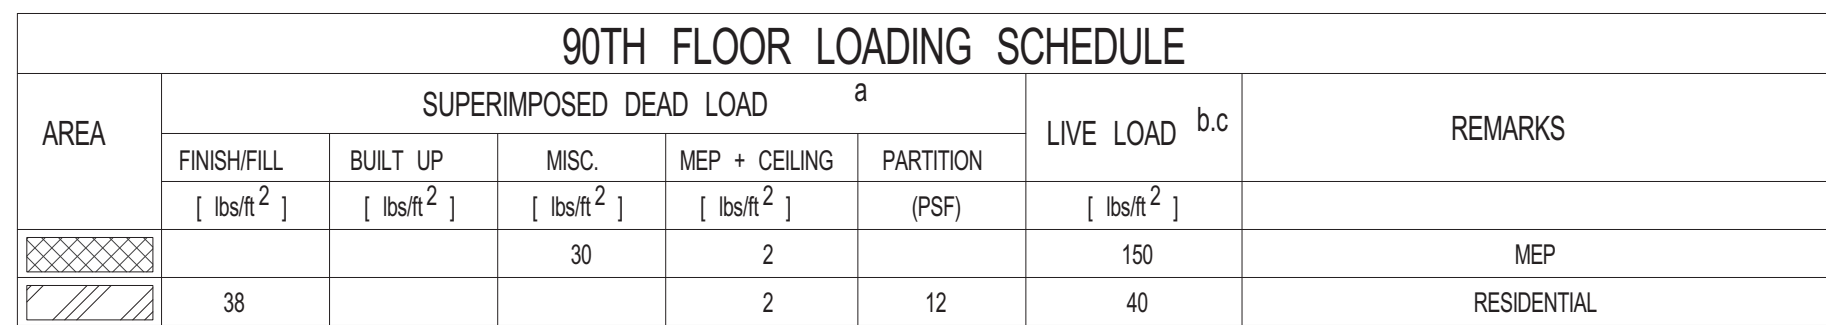 90TH FLOOR LOADING SCHEDULE
AREA SUPERIMPOSED DEAD LOAD a LIVE LOAD b.c REMARKS
FINISH/FILL BUILT UP MISC. MEP + CEILING PARTITION
[ lbs/ft 2 ] [ lbs/ft 2 ] [ lbs/ft 2 ] [ lbs/ft 2 ] (PSF) [ lbs/ft 2 ]
30 2 150 MEP
38 2 12 40 RESIDENTIAL